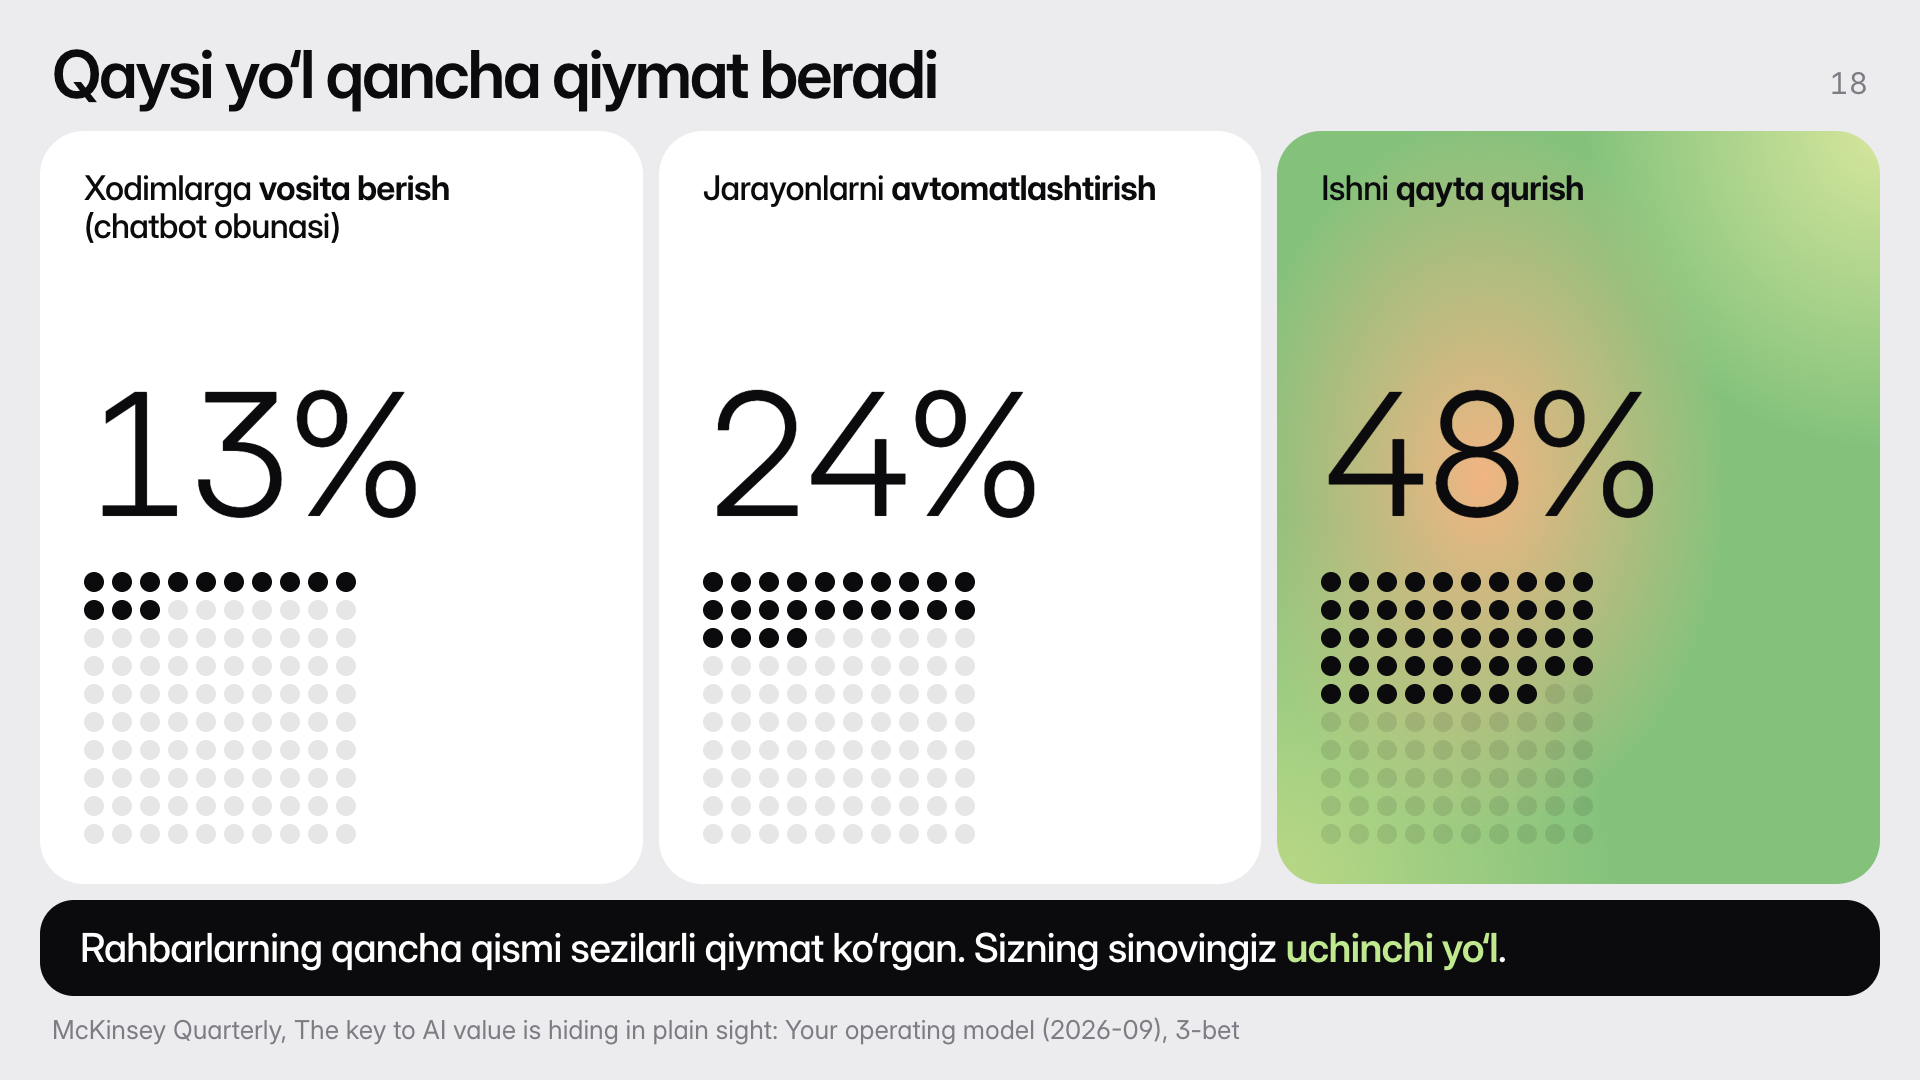 Qaysi yo‘l qancha qiymat beradi
18
Xodimlarga vosita berish
(chatbot obunasi)
13%
Jarayonlarni avtomatlashtirish
24%
Ishni qayta qurish
48%
Rahbarlarning qancha qismi sezilarli qiymat ko‘rgan. Sizning sinovingiz uchinchi yo‘l.
McKinsey Quarterly, The key to AI value is hiding in plain sight: Your operating model (2026-09), 3-bet